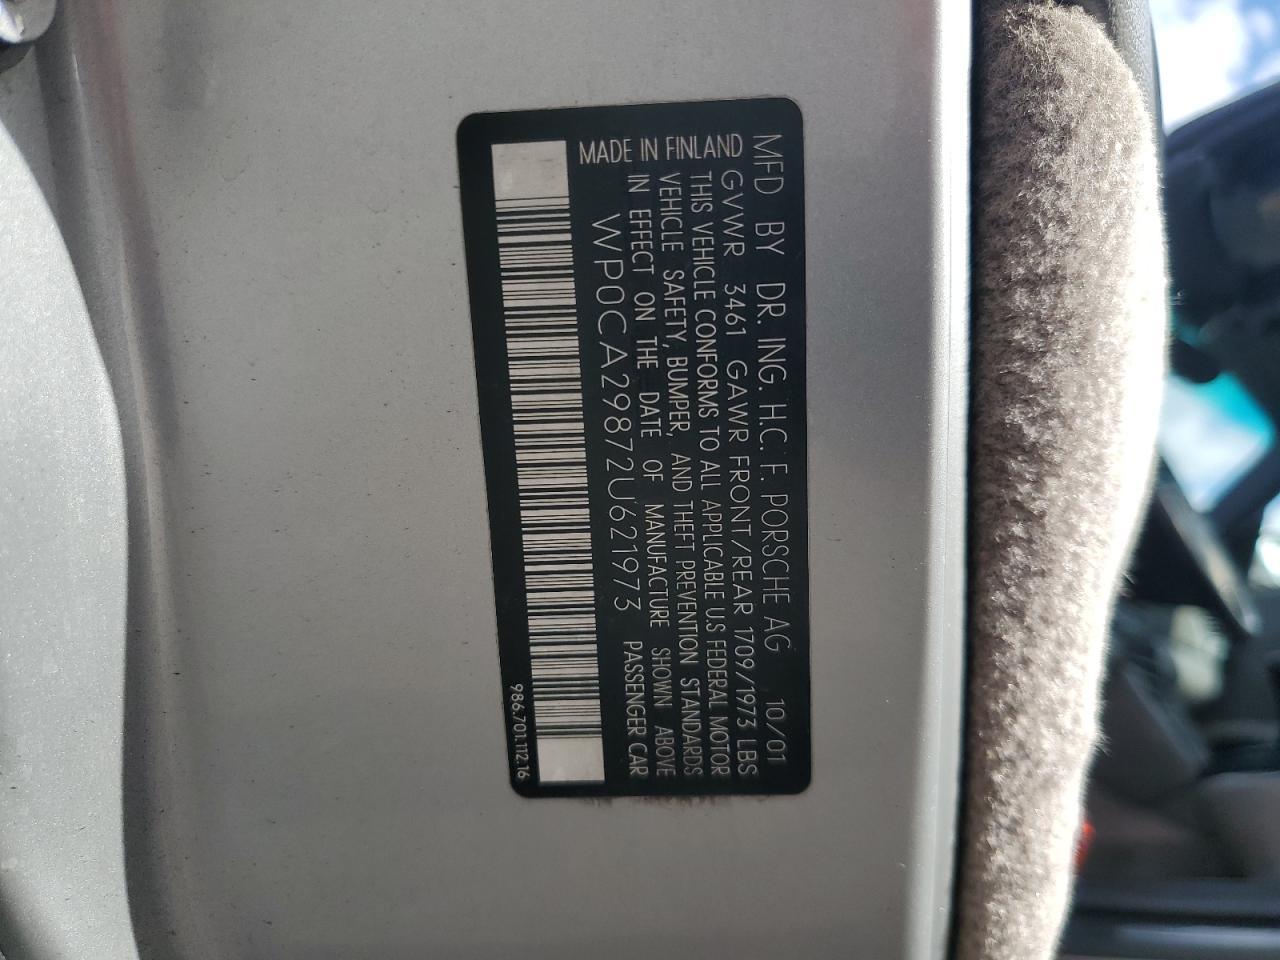 MFD BY DR. ING. H.C. F. PORSCHE AG 10/01
GVWR 3461 GAWR FRONT/REAR 1709/1973 LBS
THIS VEHICLE CONFORMS TO ALL APPLICABLE U.S FEDERAL MOTOR
VEHICLE SAFETY, BUMPER, AND THEFT PREVENTION STANDARDS
IN EFFECT ON THE DATE OF MANUFACTURE SHOWN ABOVE
MADE IN FINLAND
WP0CA29872U621973 PASSENGER CAR
986.701.112.16